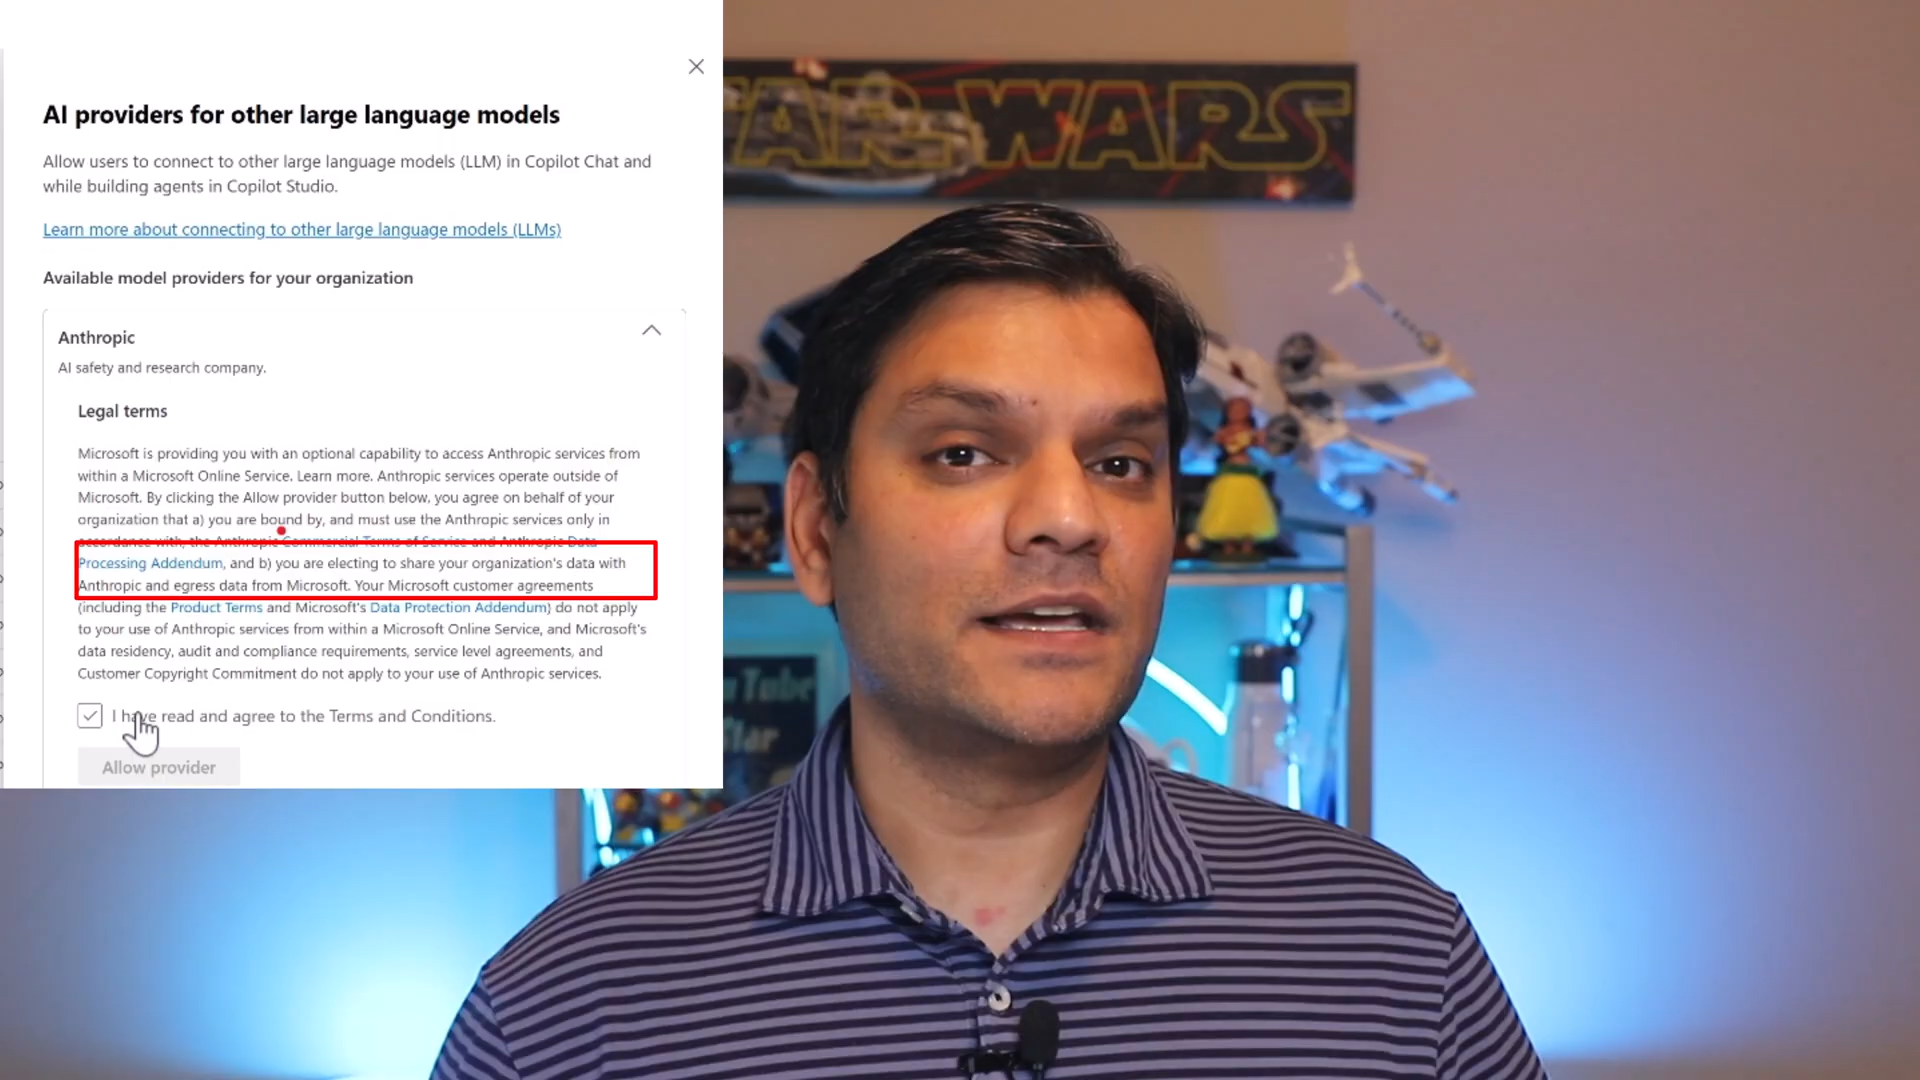 AI providers for other large language models
Allow users to connect to other large language models (LLM) in Copilot Chat and
while building agents in Copilot Studio.
Learn more about connecting to other large language models (LLMs)
Available model providers for your organization
Anthropic
AI safety and research company.
Legal terms
Microsoft is providing you with an optional capability to access Anthropic services from
within a Microsoft Online Service. Learn more. Anthropic services operate outside of
Microsoft. By clicking the Allow provider button below, you agree on behalf of your
organization that a) you are bound by, and must use the Anthropic services only in
accordance with, the Anthropic Commercial Terms of Service and Anthropic Data
Processing Addendum, and b) you are electing to share your organization's data with
Anthropic and egress data from Microsoft. Your Microsoft customer agreements
(including the Product Terms and Microsoft's Data Protection Addendum) do not apply
to your use of Anthropic services from within a Microsoft Online Service, and Microsoft's
data residency, audit and compliance requirements, service level agreements, and
Customer Copyright Commitment do not apply to your use of Anthropic services.
I have read and agree to the Terms and Conditions.
Allow provider
AR WARS
Tube
tar